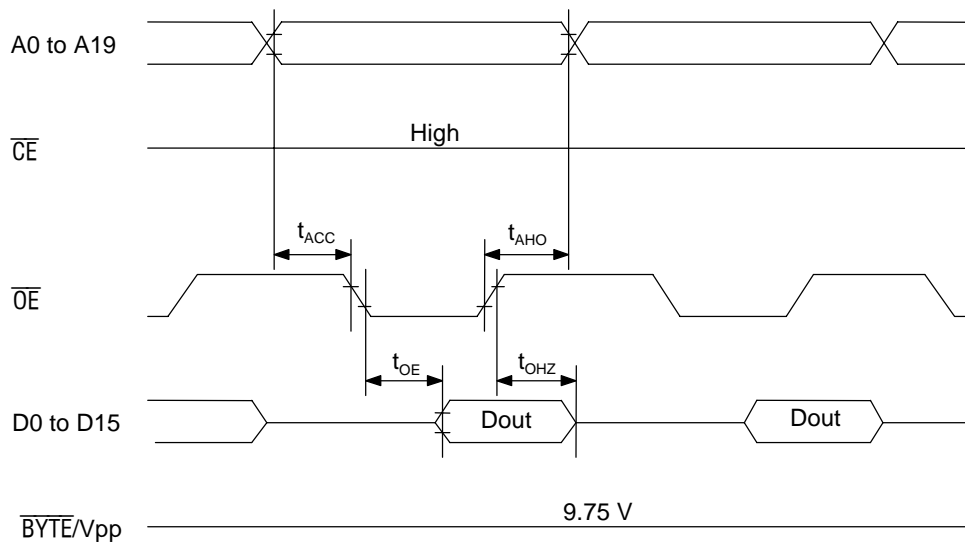 A0 to A19
High
CE
tACC
tAHO
OE
tOE
tOHZ
D0 to D15
Dout
Dout
9.75 V
BYTE/Vpp